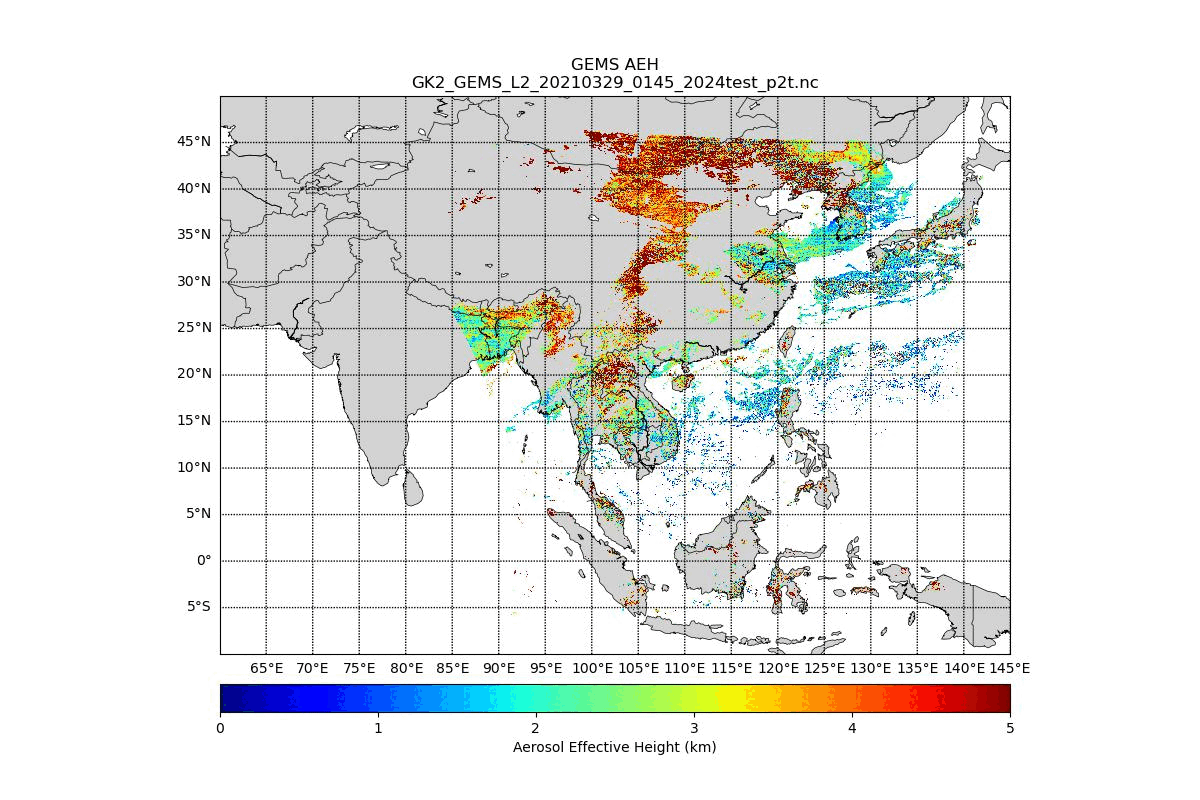 GEMS AEH
GK2_GEMS_L2_20210329_0145_2024test_p2t.nc
45°N
40°N
35°N
30°N
25°N
20°N
15°N
10°N
5°N
0°
5°S
65°E 70°E 75°E 80°E 85°E 90°E 95°E 100°E 105°E 110°E 115°E 120°E 125°E 130°E 135°E 140°E 145°E
0 1 2 3 4 5
Aerosol Effective Height (km)